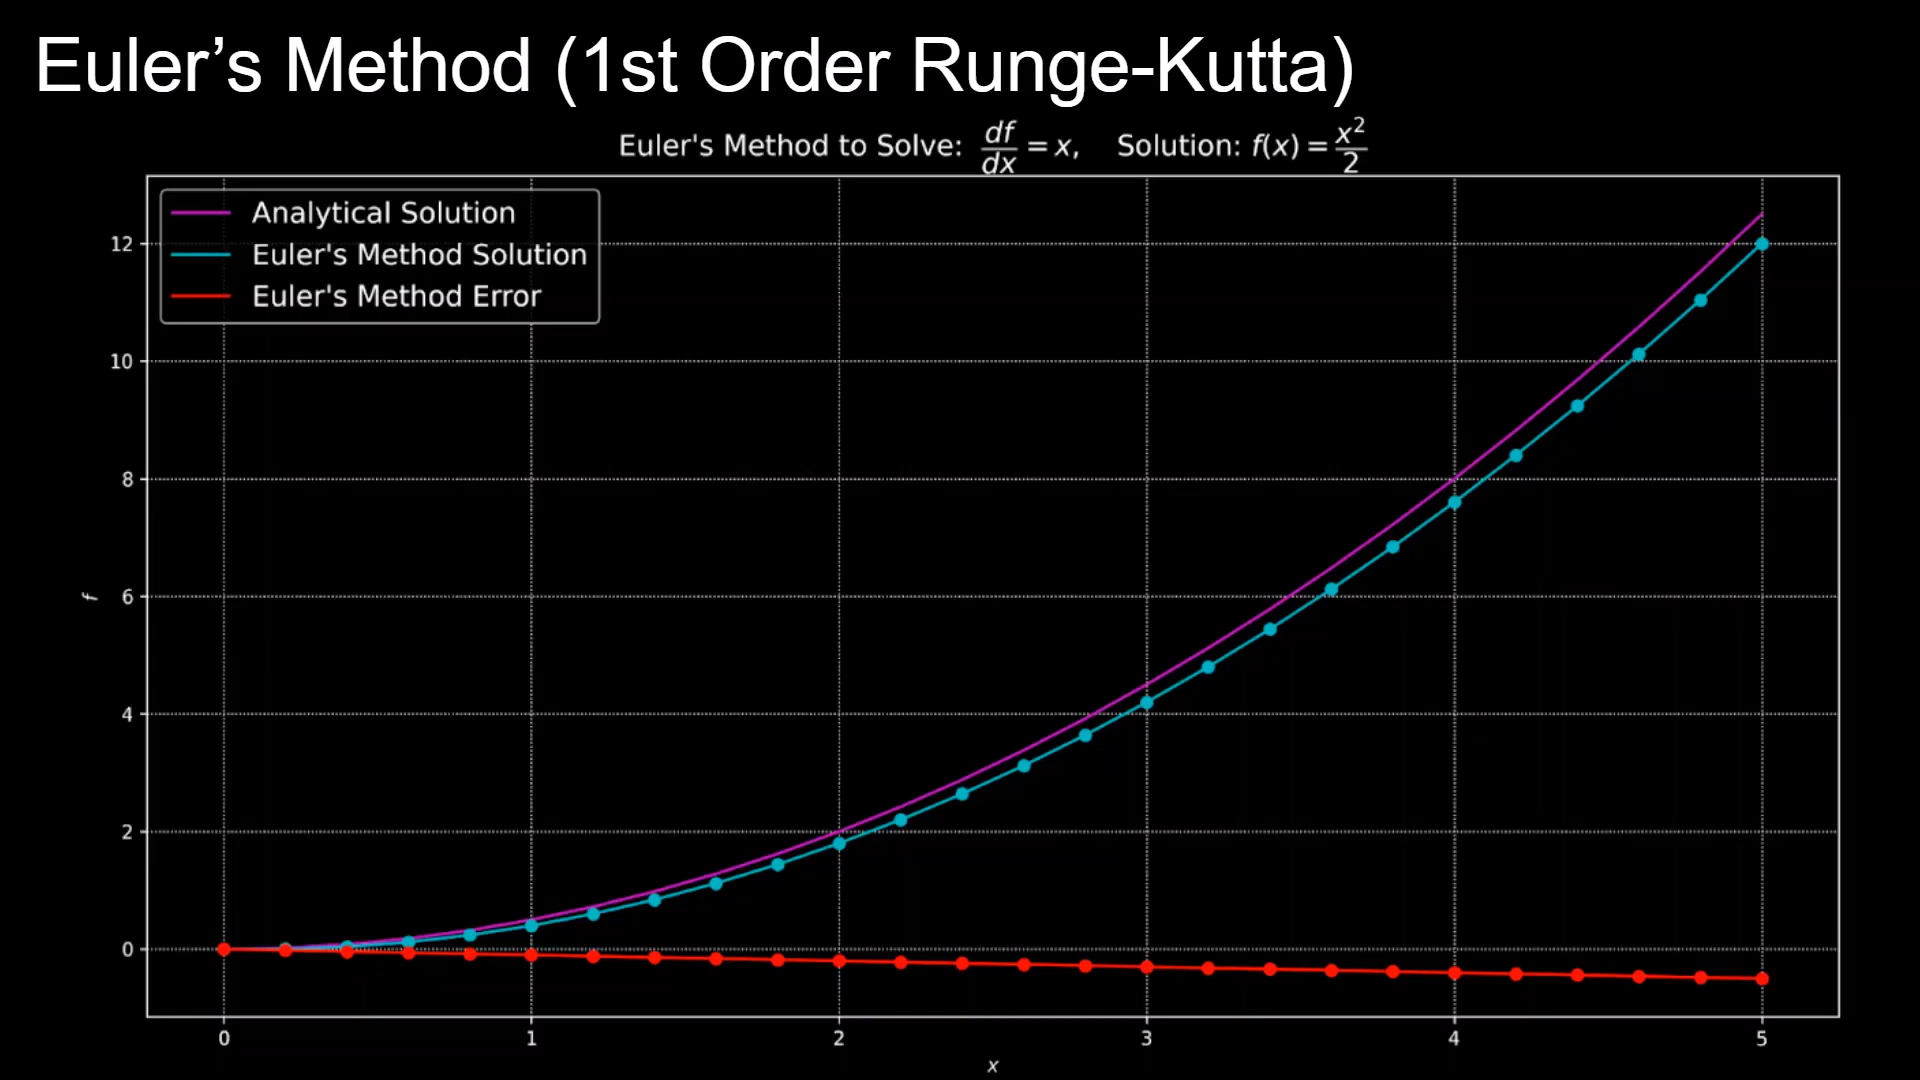 Euler’s Method (1st Order Runge-Kutta)
Euler's Method to Solve: df/dx = x, Solution: f(x) = x²/2
Analytical Solution
Euler's Method Solution
Euler's Method Error
12
10
8
6
4
2
0
f
0 1 2 3 4 5
x